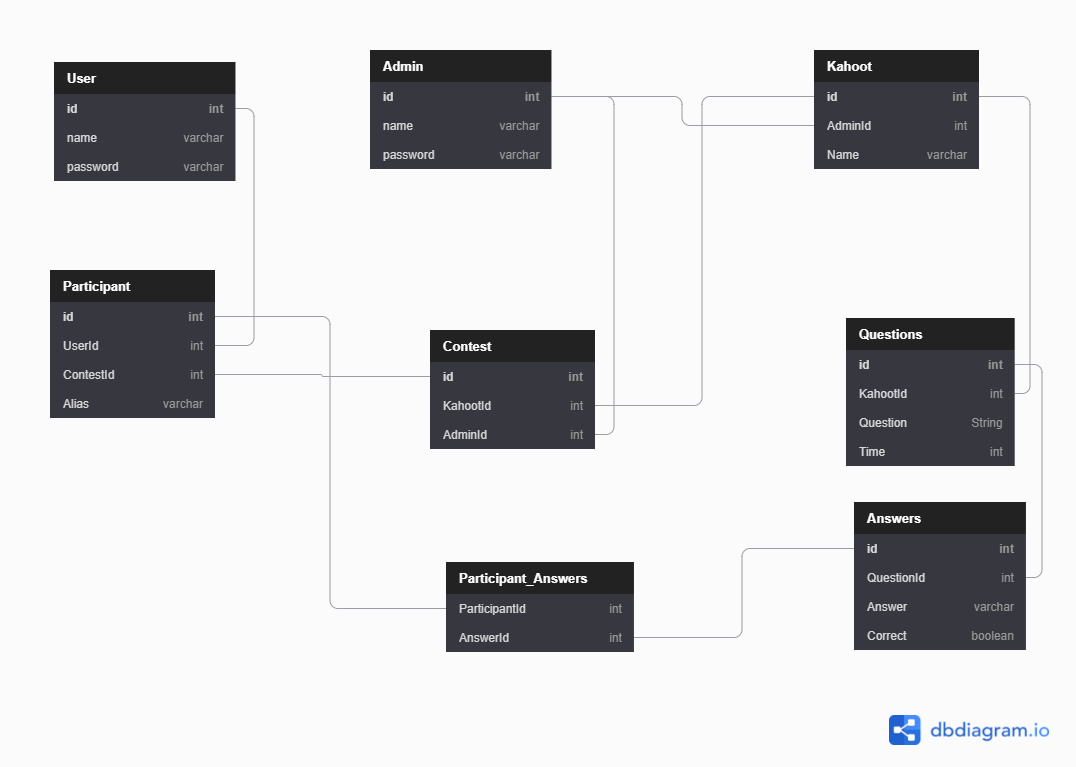 User
id int
name varchar
password varchar
Admin
id int
name varchar
password varchar
Kahoot
id int
AdminId int
Name varchar
Participant
id int
UserId int
ContestId int
Alias varchar
Contest
id int
KahootId int
AdminId int
Questions
id int
KahootId int
Question String
Time int
Answers
id int
QuestionId int
Answer varchar
Correct boolean
Participant_Answers
ParticipantId int
AnswerId int
dbdiagram.io